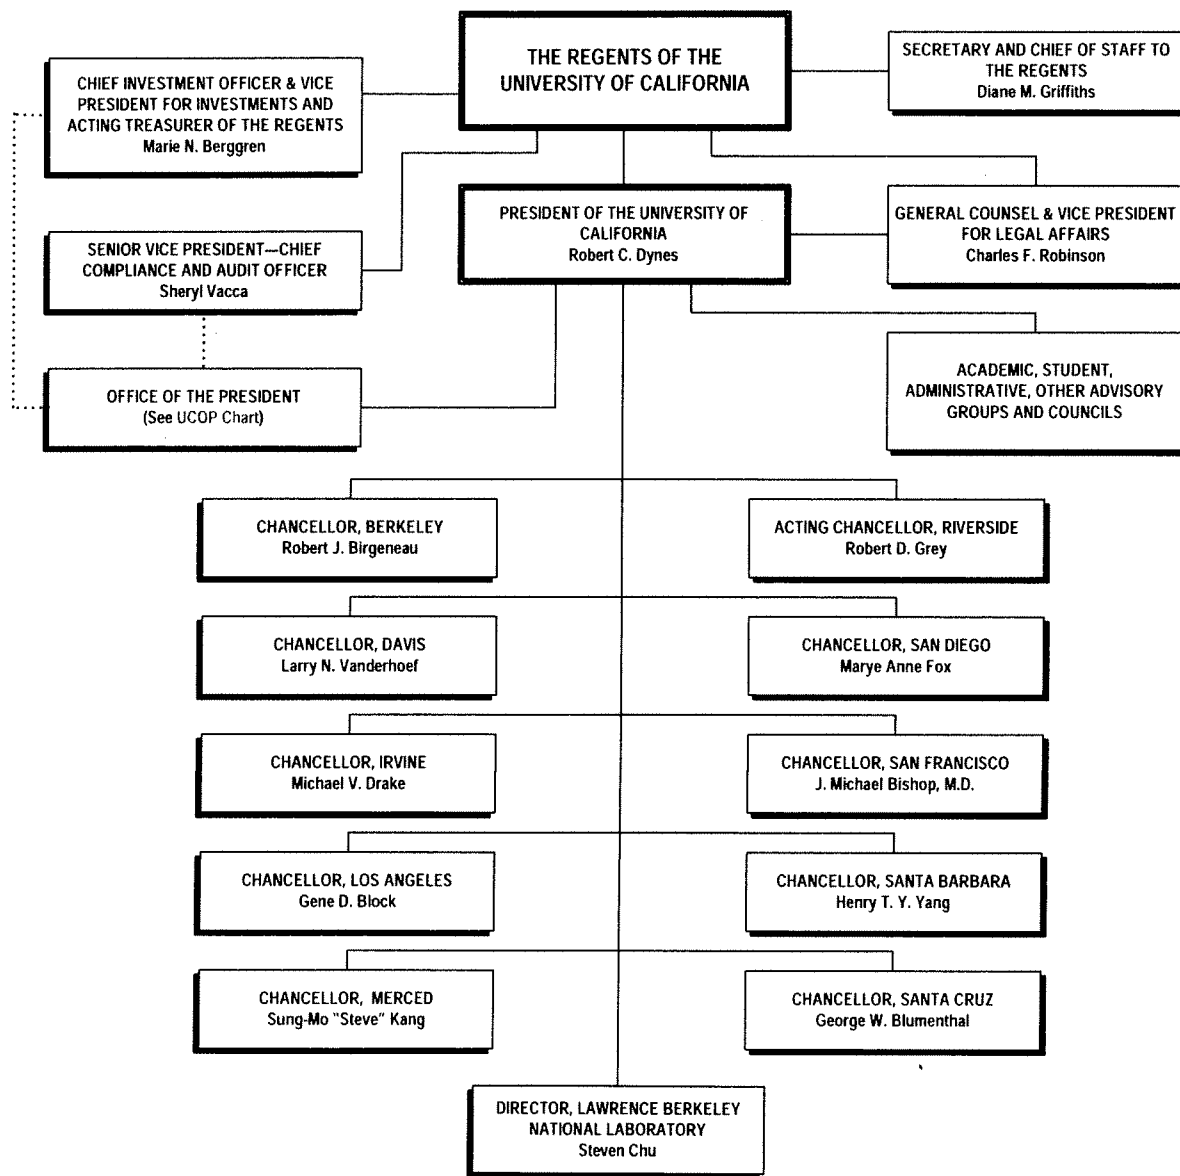 THE REGENTS OF THE
UNIVERSITY OF CALIFORNIA
SECRETARY AND CHIEF OF STAFF TO
THE REGENTS
Diane M. Griffiths
CHIEF INVESTMENT OFFICER & VICE
PRESIDENT FOR INVESTMENTS AND
ACTING TREASURER OF THE REGENTS
Marie N. Berggren
PRESIDENT OF THE UNIVERSITY OF
CALIFORNIA
Robert C. Dynes
GENERAL COUNSEL & VICE PRESIDENT
FOR LEGAL AFFAIRS
Charles F. Robinson
SENIOR VICE PRESIDENT—CHIEF
COMPLIANCE AND AUDIT OFFICER
Sheryl Vacca
OFFICE OF THE PRESIDENT
(See UCOP Chart)
ACADEMIC, STUDENT,
ADMINISTRATIVE, OTHER ADVISORY
GROUPS AND COUNCILS
CHANCELLOR, BERKELEY
Robert J. Birgeneau
ACTING CHANCELLOR, RIVERSIDE
Robert D. Grey
CHANCELLOR, DAVIS
Larry N. Vanderhoef
CHANCELLOR, SAN DIEGO
Marye Anne Fox
CHANCELLOR, IRVINE
Michael V. Drake
CHANCELLOR, SAN FRANCISCO
J. Michael Bishop, M.D.
CHANCELLOR, LOS ANGELES
Gene D. Block
CHANCELLOR, SANTA BARBARA
Henry T. Y. Yang
CHANCELLOR, MERCED
Sung-Mo "Steve" Kang
CHANCELLOR, SANTA CRUZ
George W. Blumenthal
DIRECTOR, LAWRENCE BERKELEY
NATIONAL LABORATORY
Steven Chu